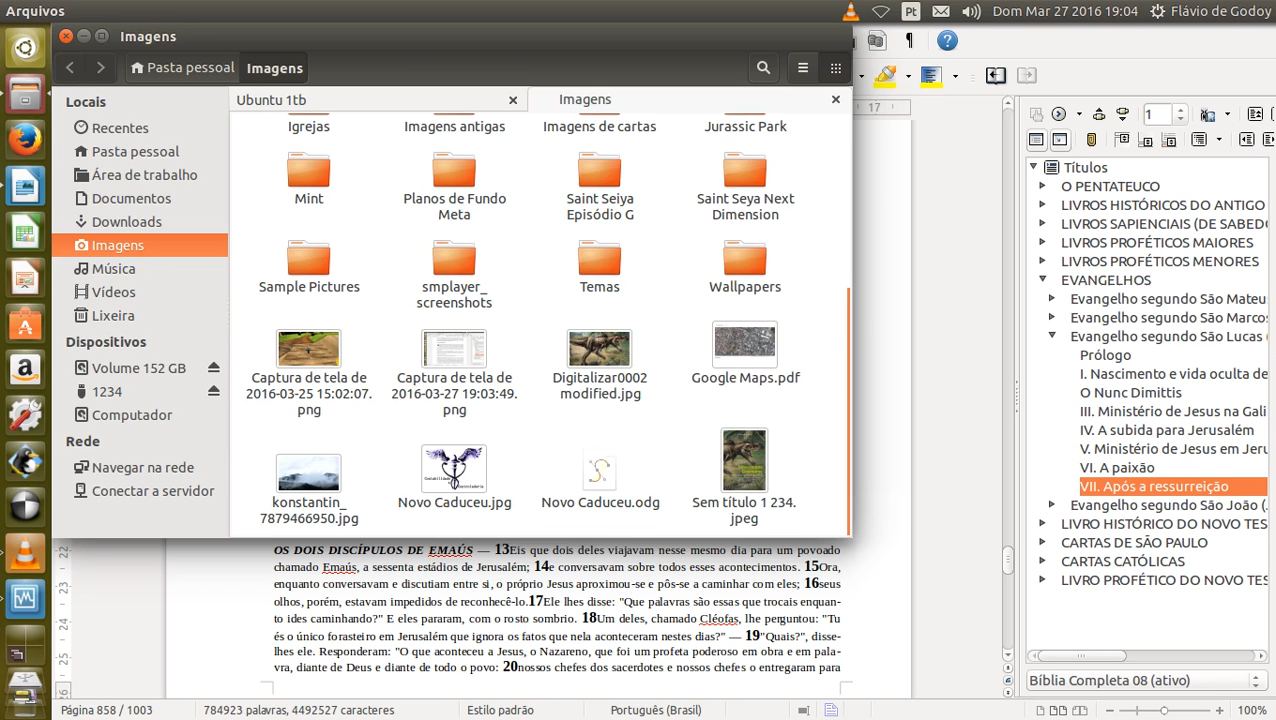 Arquivos
Pt
Dom Mar 27 2016 19:04
Flávio de Godoy
Imagens
Pasta pessoal
Imagens
Ubuntu 1tb
Imagens
Locais
Recentes
Pasta pessoal
Área de trabalho
Documentos
Downloads
Imagens
Música
Vídeos
Lixeira
Dispositivos
Volume 152 GB
1234
Computador
Rede
Navegar na rede
Conectar a servidor
Igrejas
Imagens antigas
Imagens de cartas
Jurassic Park
Mint
Planos de Fundo
Meta
Saint Seiya
Episódio G
Saint Seya Next
Dimension
Sample Pictures
smplayer_
screenshots
Temas
Wallpapers
Captura de tela de
2016-03-25 15:02:07.
png
Captura de tela de
2016-03-27 19:03:49.
png
Digitalizar0002
modified.jpg
Google Maps.pdf
konstantin_
7879466950.jpg
Novo Caduceu.jpg
Novo Caduceu.odg
Sem título 1 234.
jpeg
17
1
Títulos
O PENTATEUCO
LIVROS HISTÓRICOS DO ANTIGO
LIVROS SAPIENCIAIS (DE SABED
LIVROS PROFÉTICOS MAIORES
LIVROS PROFÉTICOS MENORES
EVANGELHOS
Evangelho segundo São Mateu
Evangelho segundo São Marcos
Evangelho segundo São Lucas (
Prólogo
I. Nascimento e vida oculta de
O Nunc Dimittis
III. Ministério de Jesus na Gali
IV. A subida para Jerusalém
V. Ministério de Jesus em Jeru
VI. A paixão
VII. Após a ressurreição
Evangelho segundo São João (.
LIVRO HISTÓRICO DO NOVO TES
CARTAS DE SÃO PAULO
CARTAS CATÓLICAS
LIVRO PROFÉTICO DO NOVO TE
Bíblia Completa 08 (ativo)
22
23
24
25
26
OS DOIS DISCÍPULOS DE EMAÚS — 13Eis que dois deles viajavam nesse mesmo dia para um povoado
chamado Emaús, a sessenta estádios de Jerusalém; 14e conversavam sobre todos esses acontecimentos. 15Ora,
enquanto conversavam e discutiam entre si, o próprio Jesus aproximou-se e pôs-se a caminhar com eles; 16seus
olhos, porém, estavam impedidos de reconhecê-lo.17Ele lhes disse: "Que palavras são essas que trocais enquan-
to ides caminhando?" E eles pararam, com o rosto sombrio. 18Um deles, chamado Cléofas, lhe perguntou: "Tu
és o único forasteiro em Jerusalém que ignora os fatos que nela aconteceram nestes dias?" — 19"Quais?", disse-
lhes ele. Responderam: "O que aconteceu a Jesus, o Nazareno, que foi um profeta poderoso em obra e em pala-
vra, diante de Deus e diante de todo o povo: 20nossos chefes dos sacerdotes e nossos chefes o entregaram para
Página 858 / 1003
784923 palavras, 4492527 caracteres
Estilo padrão
Português (Brasil)
100%